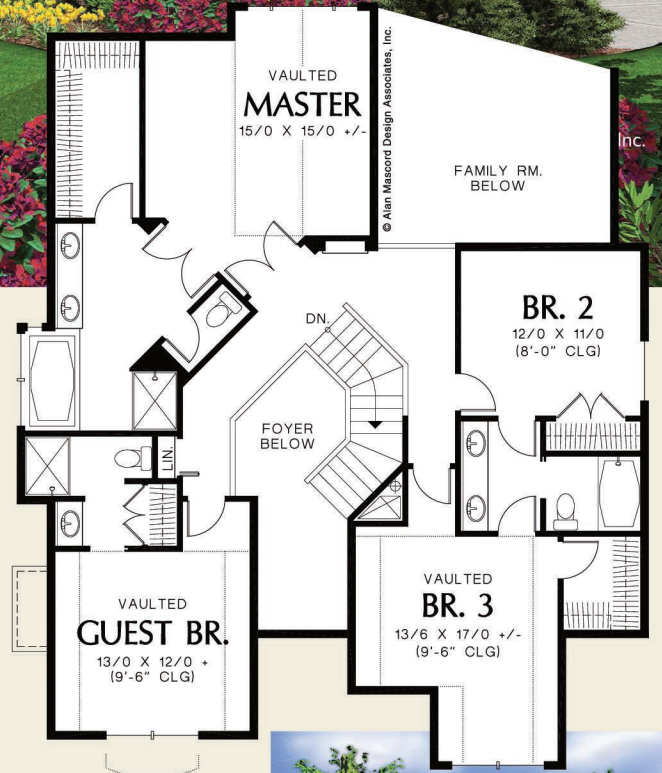 VAULTED
MASTER
15/0 X 15/0 +/-
© Alan Mascord Design Associates, Inc.
Inc.
FAMILY RM.
BELOW
BR. 2
12/0 X 11/0
(8'-0" CLG)
DN.
FOYER
BELOW
LIN.
VAULTED
GUEST BR.
13/0 X 12/0 +
(9'-6" CLG)
VAULTED
BR. 3
13/6 X 17/0 +/-
(9'-6" CLG)